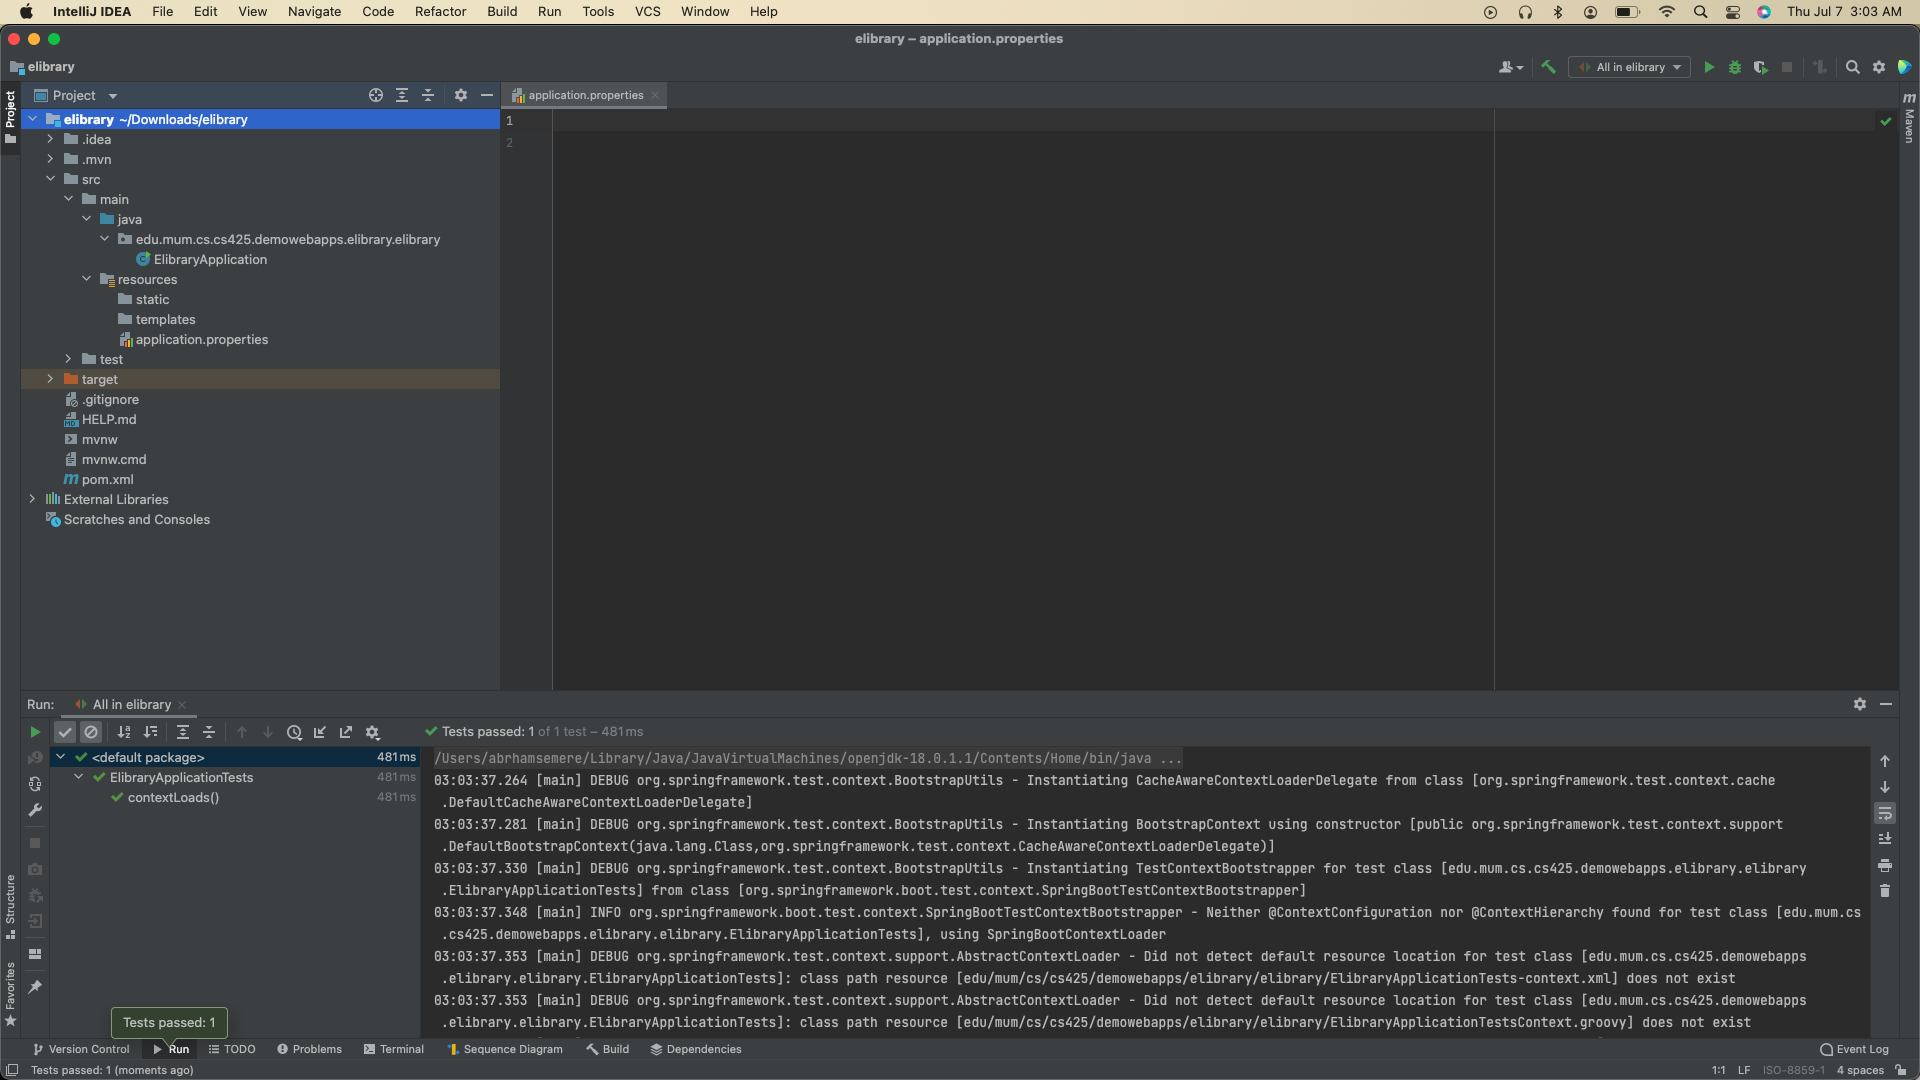 IntelliJ IDEA File Edit View Navigate Code Refactor Build Run Tools VCS Window Help Thu Jul 7 3:03 AM
elibrary – application.properties
elibrary
All in elibrary
Project
application.properties
Project
m Maven
elibrary ~/Downloads/elibrary
.idea
.mvn
src
main
java
edu.mum.cs.cs425.demowebapps.elibrary.elibrary
ElibraryApplication
resources
static
templates
application.properties
test
target
.gitignore
HELP.md
mvnw
mvnw.cmd
pom.xml
External Libraries
Scratches and Consoles
1
2
Run: All in elibrary
Tests passed: 1 of 1 test – 481ms
<default package> 481ms
ElibraryApplicationTests 481ms
contextLoads() 481ms
/Users/abrhamsemere/Library/Java/JavaVirtualMachines/openjdk-18.0.1.1/Contents/Home/bin/java ...
03:03:37.264 [main] DEBUG org.springframework.test.context.BootstrapUtils - Instantiating CacheAwareContextLoaderDelegate from class [org.springframework.test.context.cache
.DefaultCacheAwareContextLoaderDelegate]
03:03:37.281 [main] DEBUG org.springframework.test.context.BootstrapUtils - Instantiating BootstrapContext using constructor [public org.springframework.test.context.support
.DefaultBootstrapContext(java.lang.Class,org.springframework.test.context.CacheAwareContextLoaderDelegate)]
03:03:37.330 [main] DEBUG org.springframework.test.context.BootstrapUtils - Instantiating TestContextBootstrapper for test class [edu.mum.cs.cs425.demowebapps.elibrary.elibrary
.ElibraryApplicationTests] from class [org.springframework.boot.test.context.SpringBootTestContextBootstrapper]
03:03:37.348 [main] INFO org.springframework.boot.test.context.SpringBootTestContextBootstrapper - Neither @ContextConfiguration nor @ContextHierarchy found for test class [edu.mum.cs
.cs425.demowebapps.elibrary.elibrary.ElibraryApplicationTests], using SpringBootContextLoader
03:03:37.353 [main] DEBUG org.springframework.test.context.support.AbstractContextLoader - Did not detect default resource location for test class [edu.mum.cs.cs425.demowebapps
.elibrary.elibrary.ElibraryApplicationTests]: class path resource [edu/mum/cs/cs425/demowebapps/elibrary/elibrary/ElibraryApplicationTests-context.xml] does not exist
03:03:37.353 [main] DEBUG org.springframework.test.context.support.AbstractContextLoader - Did not detect default resource location for test class [edu.mum.cs.cs425.demowebapps
.elibrary.elibrary.ElibraryApplicationTests]: class path resource [edu/mum/cs/cs425/demowebapps/elibrary/elibrary/ElibraryApplicationTestsContext.groovy] does not exist
Structure
Favorites
Tests passed: 1
Version Control Run TODO Problems Terminal Sequence Diagram Build Dependencies Event Log
Tests passed: 1 (moments ago) 1:1 LF ISO-8859-1 4 spaces